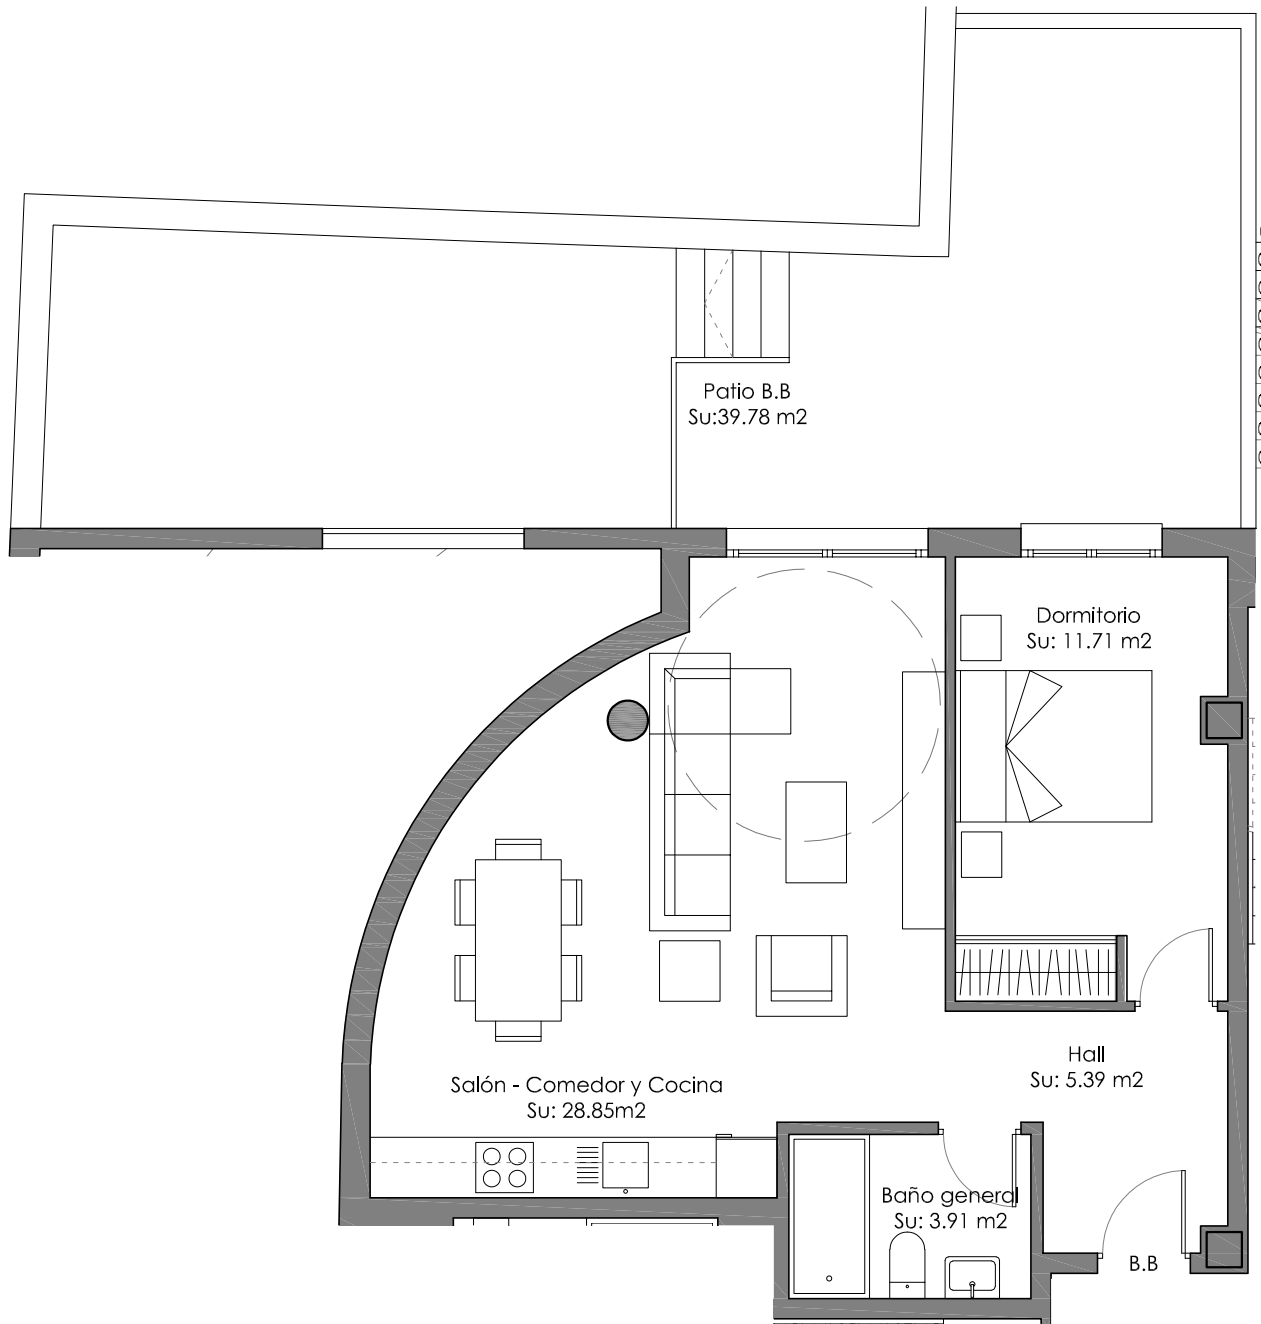 Patio B.B
Su:39.78 m2
Dormitorio
Su: 11.71 m2
Hall
Su: 5.39 m2
Salón - Comedor y Cocina
Su: 28.85m2
Baño general
Su: 3.91 m2
B.B